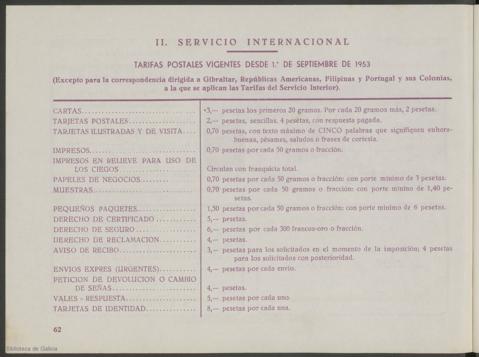 II. SERVICIO INTERNACIONAL
TARIFAS POSTALES VIGENTES DESDE 1.º DE SEPTIEMBRE DE 1953
(Excepto para la correspondencia dirigida a Gibraltar, Repúblicas Americanas, Filipinas y Portugal y sus Colonias,
a la que se aplican las Tarifas del Servicio Interior).
CARTAS 3,— pesetas los primeros 20 gramos. Por cada 20 gramos más, 2 pesetas.
TARJETAS POSTALES 2,— pesetas, sencillas. 4 pesetas, con respuesta pagada.
TARJETAS ILUSTRADAS Y DE VISITA 0,70 pesetas, con texto máximo de CINCO palabras que signifiquen enhora-
buenas, pésames, saludos o frases de cortesía.
IMPRESOS 0,70 pesetas por cada 50 gramos o fracción.
IMPRESOS EN RELIEVE PARA USO DE
LOS CIEGOS Circulan con franquicia total.
PAPELES DE NEGOCIOS 0,70 pesetas por cada 50 gramos o fracción: con porte mínimo de 3 pesetas.
MUESTRAS 0,70 pesetas por cada 50 gramos o fracción: con porte mínimo de 1,40 pe-
setas.
PEQUEÑOS PAQUETES 1,50 pesetas por cada 50 gramos o fracción: con porte mínimo de 6 pesetas.
DERECHO DE CERTIFICADO 5,— pesetas.
DERECHO DE SEGURO 6,— pesetas por cada 300 francos-oro o fracción.
DERECHO DE RECLAMACION 4,— pesetas.
AVISO DE RECIBO 3,— pesetas para los solicitados en el momento de la imposición; 4 pesetas
para los solicitados con posterioridad.
ENVIOS EXPRES (URGENTES) 4,— pesetas por cada envío.
PETICION DE DEVOLUCION O CAMBIO
DE SEÑAS 4,— pesetas.
VALES - RESPUESTA 5,— pesetas por cada uno.
TARJETAS DE IDENTIDAD 8,— pesetas por cada una.
62
Biblioteca de Galicia